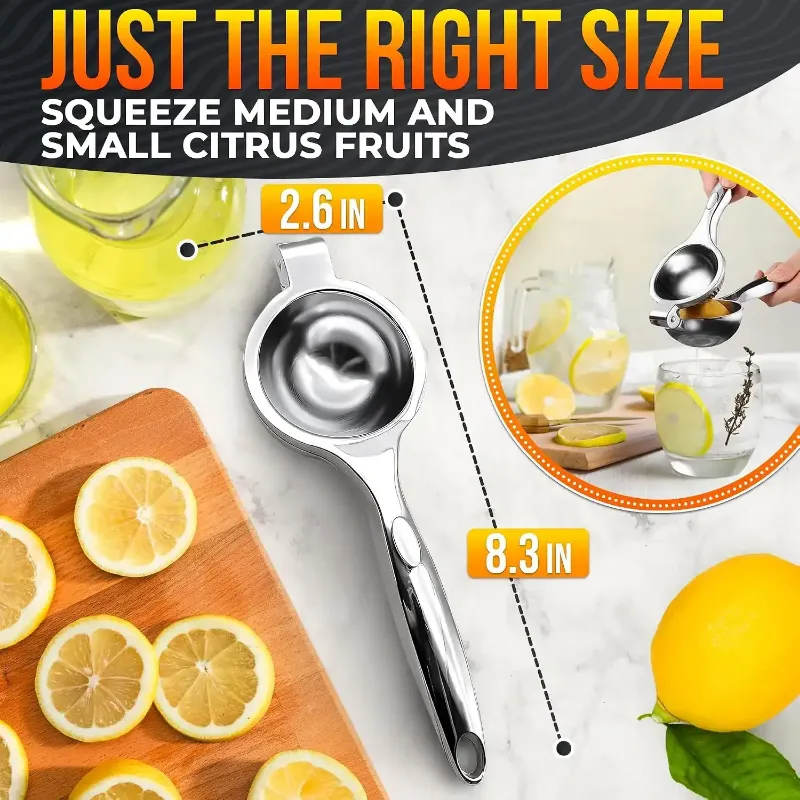 JUST THE RIGHT SIZE
SQUEEZE MEDIUM AND
SMALL CITRUS FRUITS
2.6 IN
8.3 IN